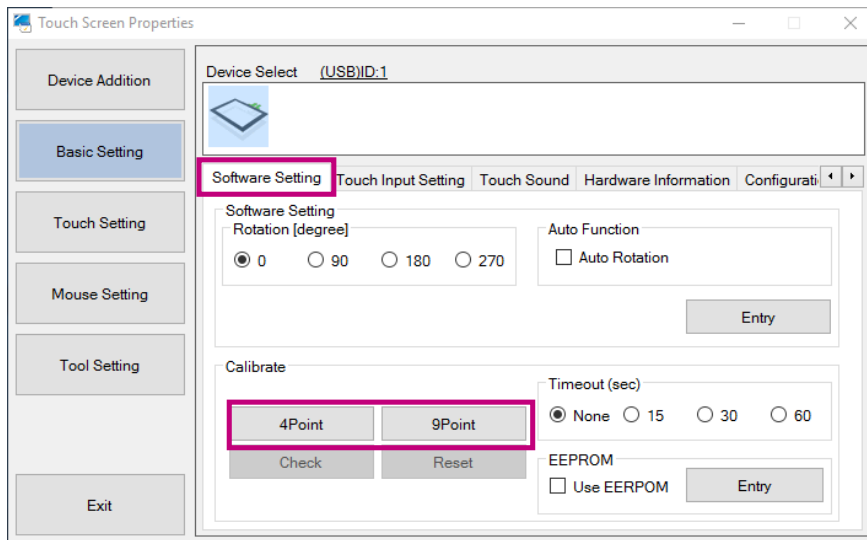 Touch Screen Properties
Device Addition
Basic Setting
Touch Setting
Mouse Setting
Tool Setting
Exit
Device Select (USB)ID:1
Software Setting Touch Input Setting Touch Sound Hardware Information Configurati
Software Setting
Rotation [degree]
0 90 180 270
Auto Function
Auto Rotation
Entry
Calibrate
4Point 9Point
Check Reset
Timeout (sec)
None 15 30 60
EEPROM
Use EERPOM Entry